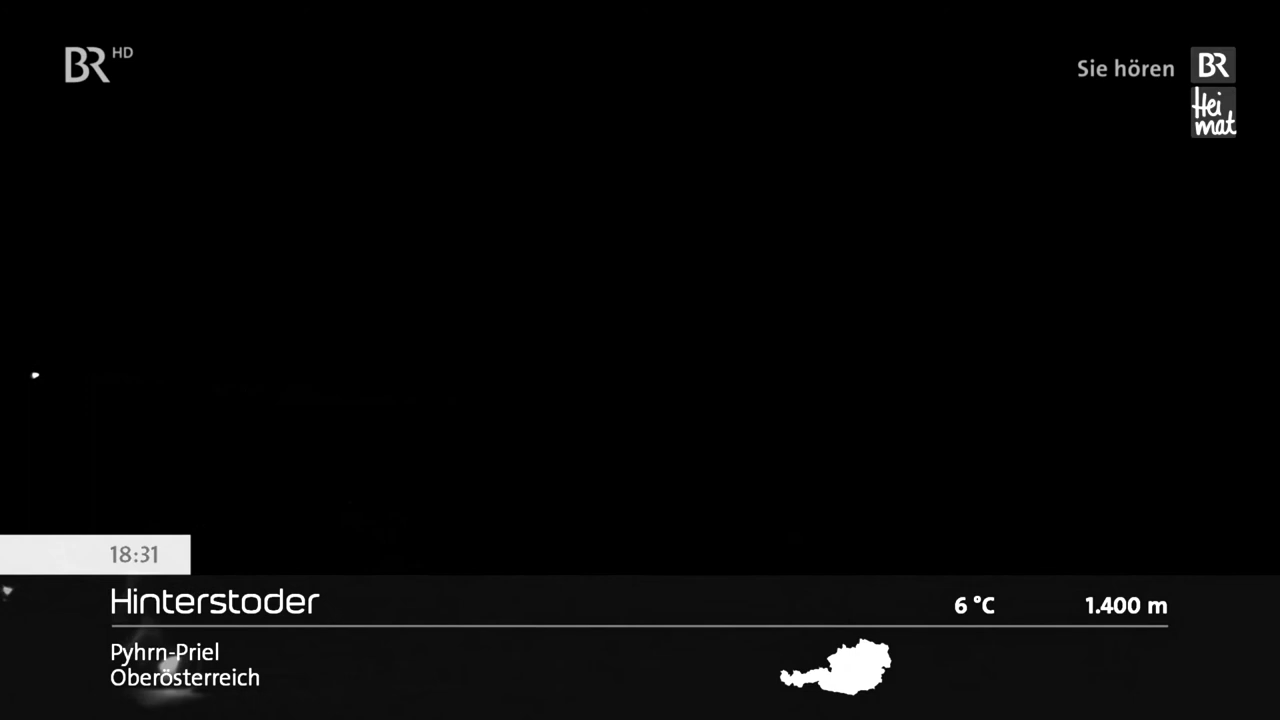 BR HD
Sie hören BR
Hei
mat
18:31
Hinterstoder
6 °C
1.400 m
Pyhrn-Priel
Oberösterreich